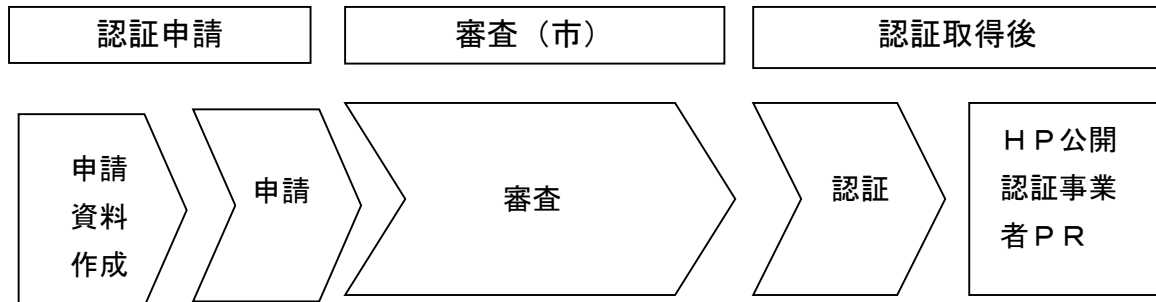 認証申請
審査（市）
認証取得後
申請
資料
作成
申請
審査
認証
ＨＰ公開
認証事業
者ＰＲ